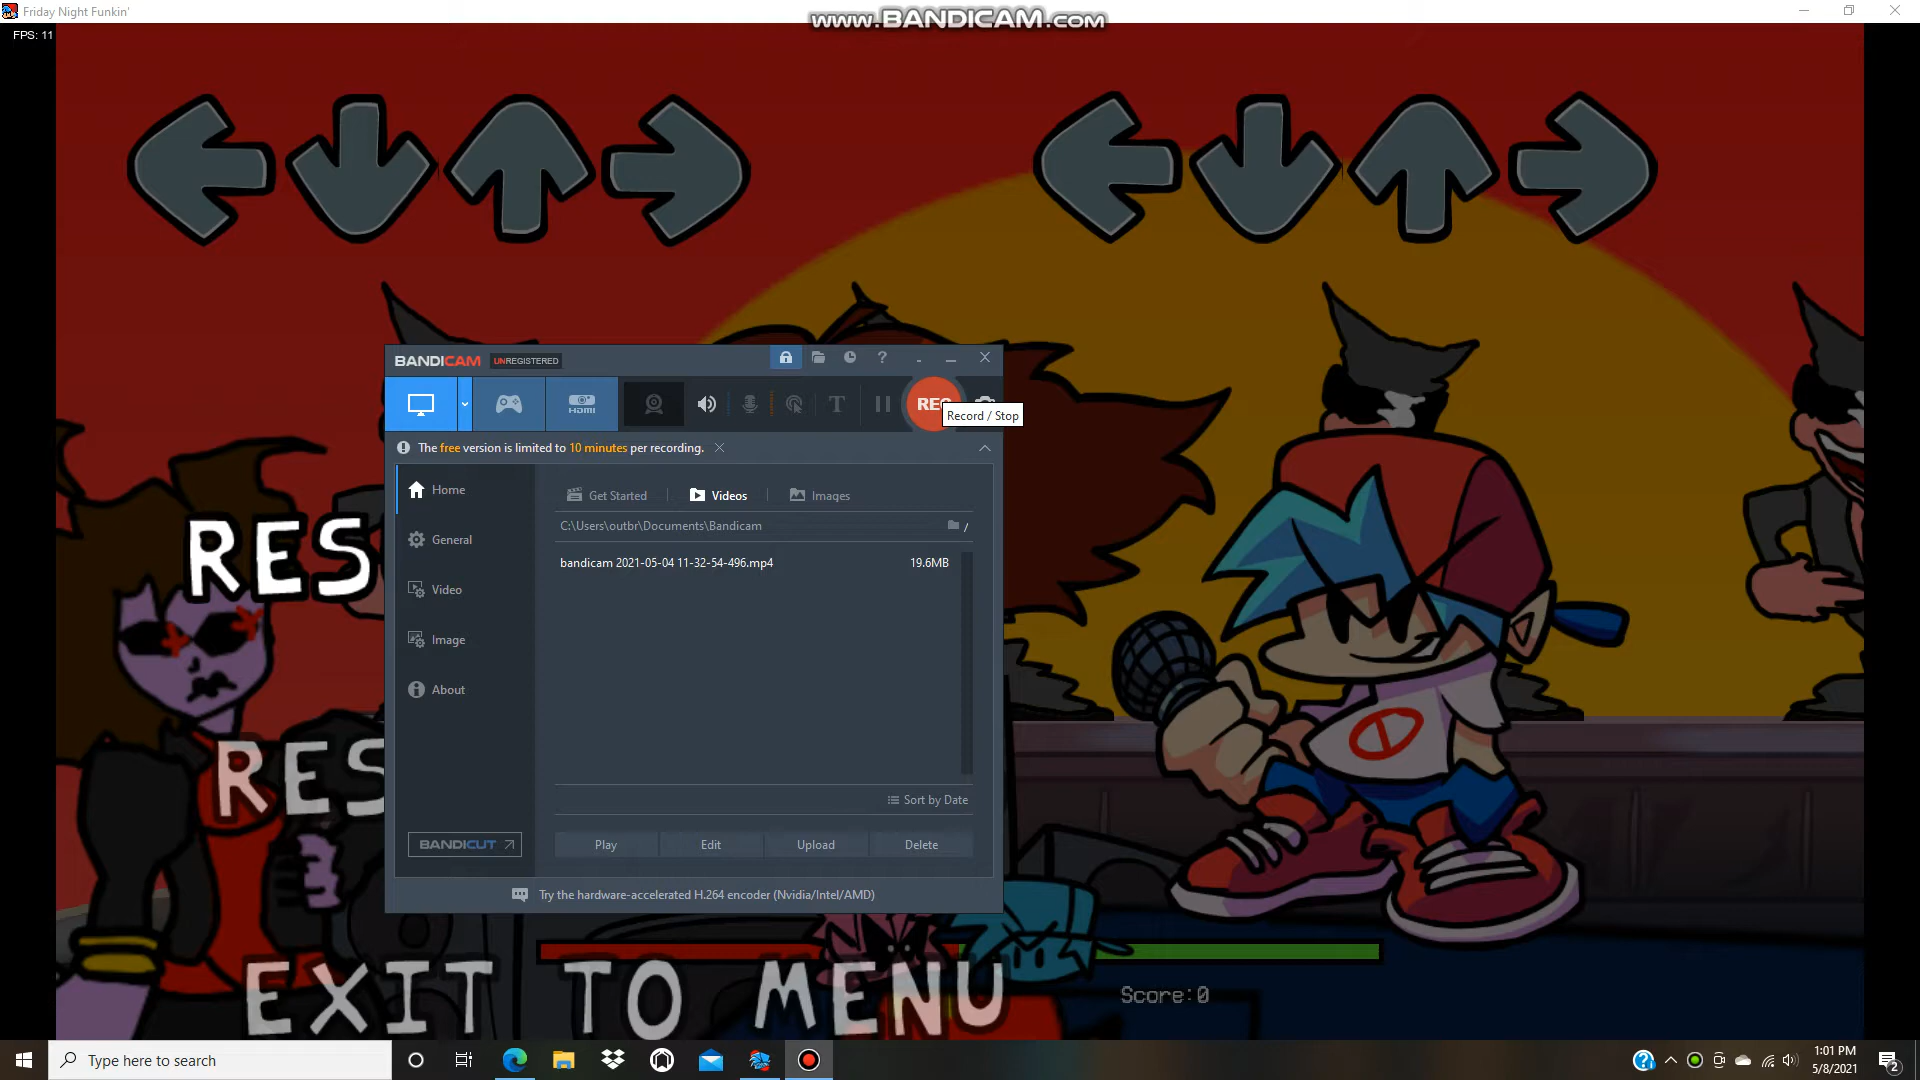 Friday Night Funkin'
www.BANDICAM.com
FPS: 11
BANDICAM UNREGISTERED
HDMI
T
REC
Record / Stop
The free version is limited to 10 minutes per recording.
Home
Get Started
Videos
Images
C:\Users\outbr\Documents\Bandicam
General
bandicam 2021-05-04 11-32-54-496.mp4 19.6MB
RES
Video
Image
About
RES
Sort by Date
BANDICUT
Play
Edit
Upload
Delete
Try the hardware-accelerated H.264 encoder (Nvidia/Intel/AMD)
EXIT TO MENU
Score:0
Type here to search
1:01 PM
5/8/2021
2